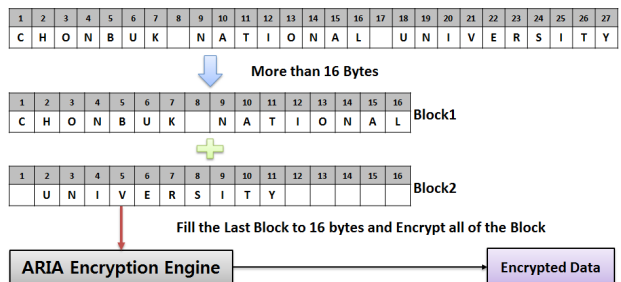 1 2 3 4 5 6 7 8 9 10 11 12 13 14 15 16 17 18 19 20 21 22 23 24 25 26 27
C H O N B U K N A T I O N A L U N I V E R S I T Y
More than 16 Bytes
1 2 3 4 5 6 7 8 9 10 11 12 13 14 15 16
C H O N B U K N A T I O N A L
Block1
1 2 3 4 5 6 7 8 9 10 11 12 13 14 15 16
U N I V E R S I T Y
Block2
Fill the Last Block to 16 bytes and Encrypt all of the Block
ARIA Encryption Engine
Encrypted Data